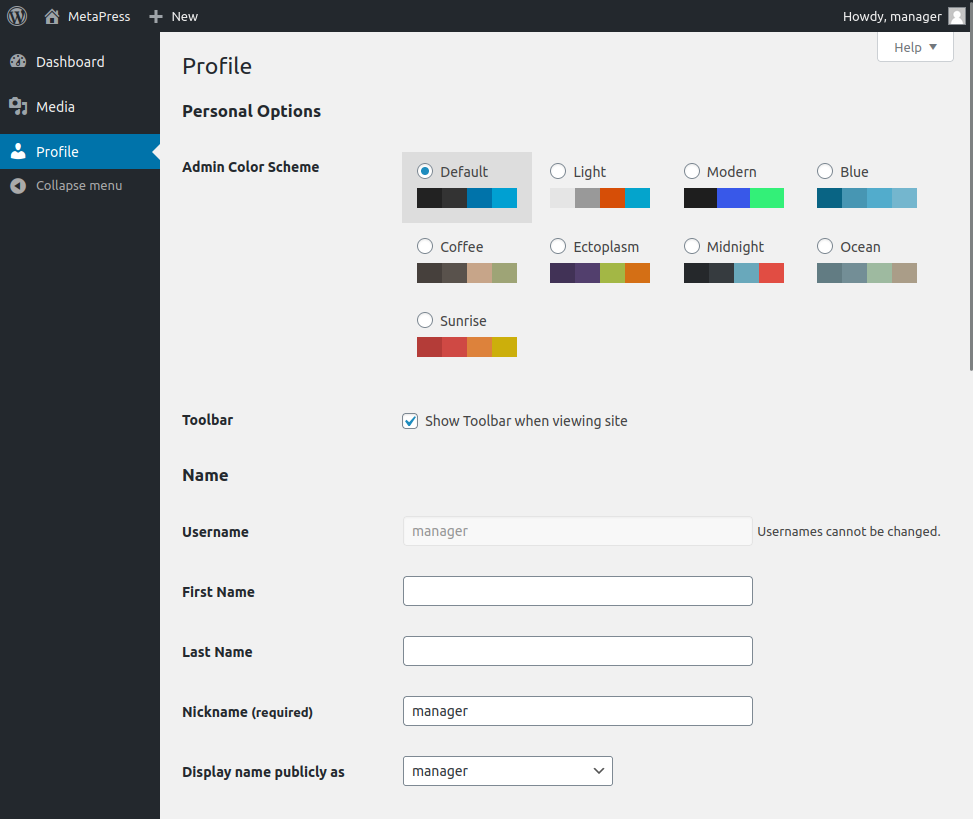 MetaPress New Howdy, manager
Help
Dashboard
Media
Profile
Collapse menu
Profile
Personal Options
Admin Color Scheme
Default Light Modern Blue
Coffee Ectoplasm Midnight Ocean
Sunrise
Toolbar Show Toolbar when viewing site
Name
Username manager Usernames cannot be changed.
First Name
Last Name
Nickname (required) manager
Display name publicly as manager